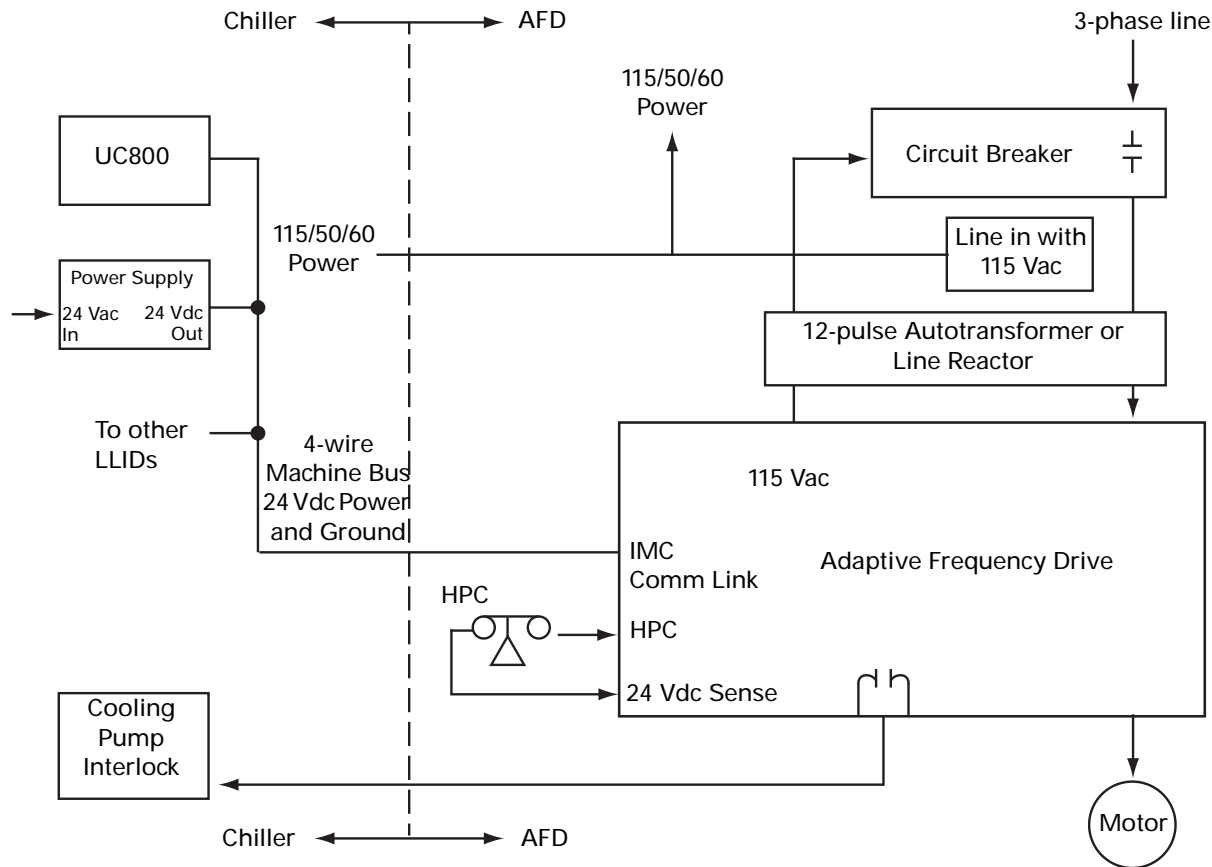 Chiller
AFD
3-phase line
115/50/60
Power
UC800
Circuit Breaker
115/50/60
Power
Line in with
115 Vac
Power Supply
24 Vac
In
24 Vdc
Out
12-pulse Autotransformer or
Line Reactor
To other
LLIDs
4-wire
Machine Bus
24 Vdc Power
and Ground
115 Vac
IMC
Comm Link
Adaptive Frequency Drive
HPC
HPC
24 Vdc Sense
Cooling
Pump
Interlock
Motor
Chiller
AFD